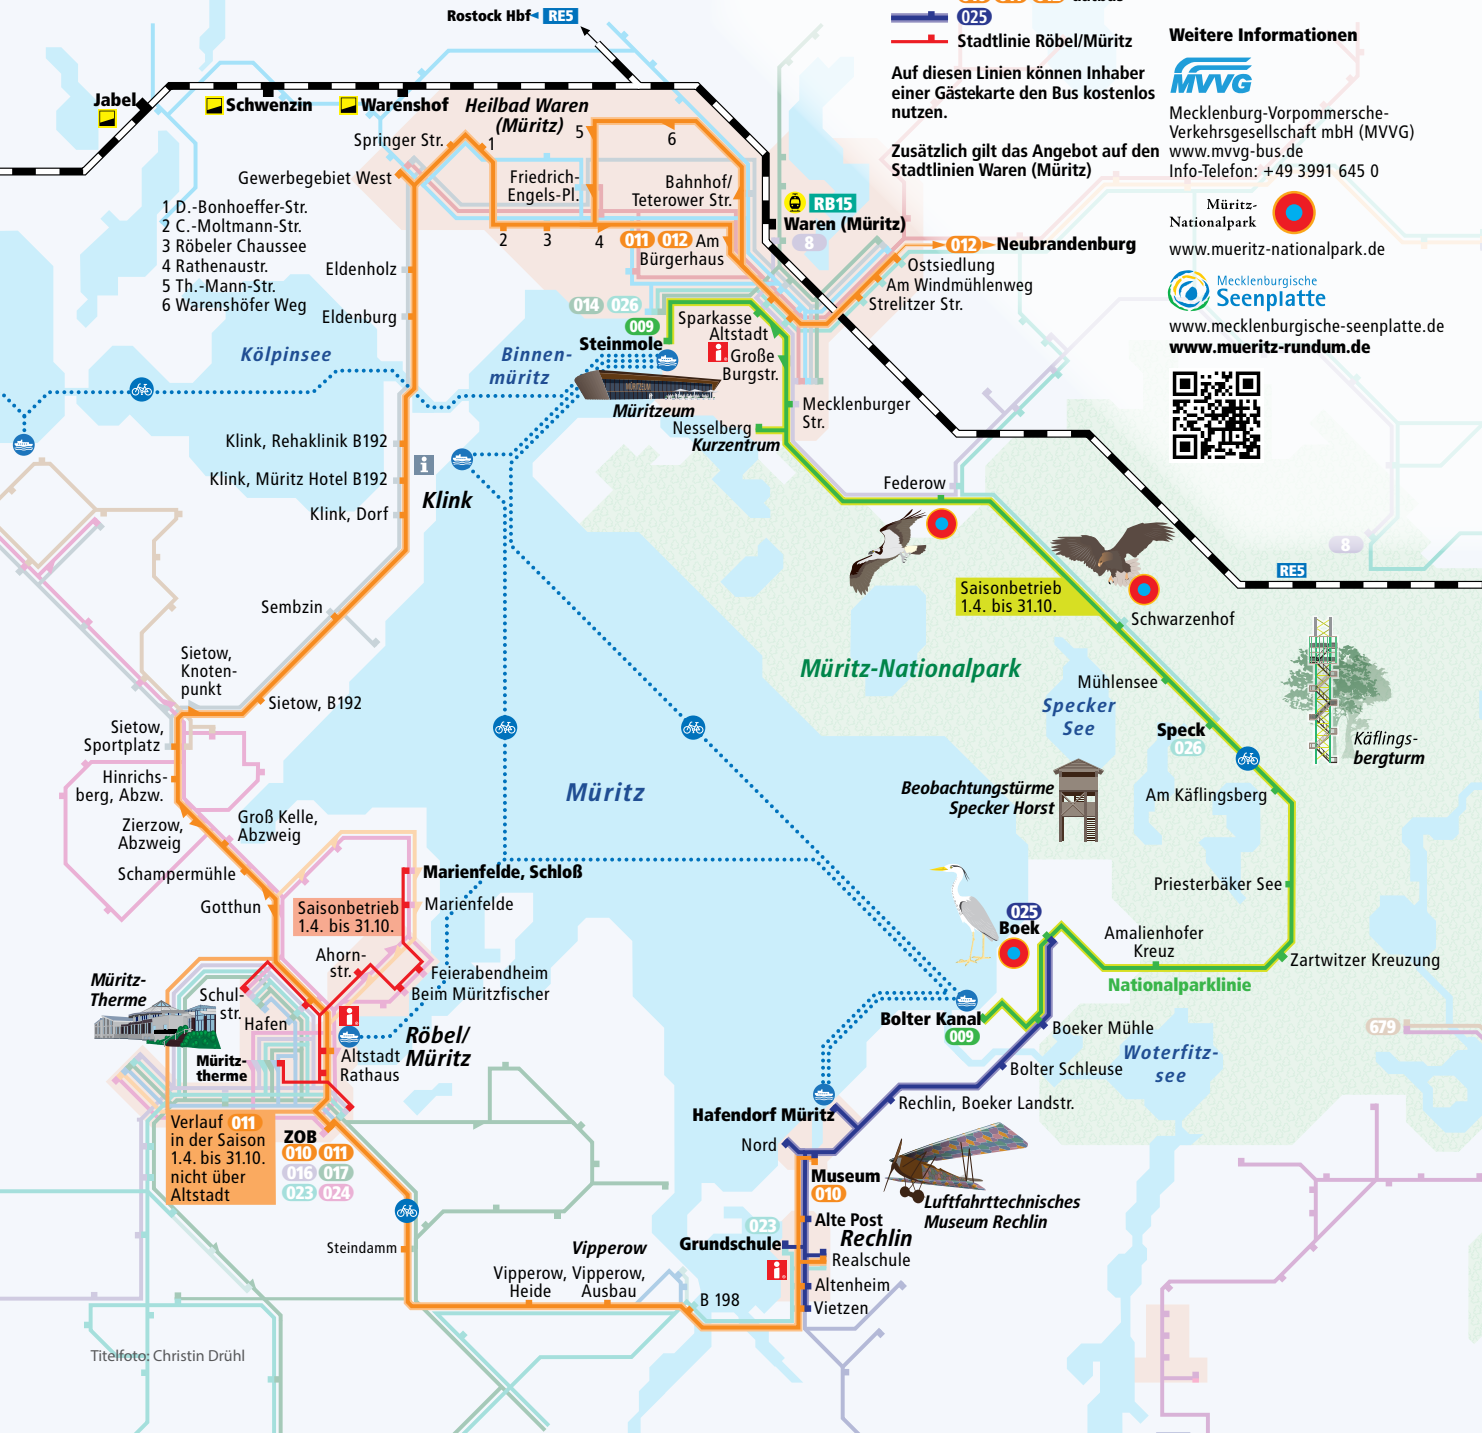 Rostock Hbf
RE5
010 011 012
025
Stadtlinie Röbel/Müritz
Auf diesen Linien können Inhaber
einer Gästekarte den Bus kostenlos
nutzen.
Zusätzlich gilt das Angebot auf den
Stadtlinien Waren (Müritz)
Weitere Informationen
MVVG
Mecklenburg-Vorpommersche-
Verkehrsgesellschaft mbH (MVVG)
www.mvvg-bus.de
Info-Telefon: +49 3991 645 0
Müritz-
Nationalpark
www.mueritz-nationalpark.de
Mecklenburgische
Seenplatte
www.mecklenburgische-seenplatte.de
www.mueritz-rundum.de
Jabel
Schwenzin
Warenshof
Heilbad Waren
(Müritz)
5
6
Springer Str.
1
Gewerbegebiet West
Friedrich-
Engels-Pl.
Bahnhof/
Teterower Str.
RB15
Waren (Müritz)
8
1 D.-Bonhoeffer-Str.
2 C.-Moltmann-Str.
3 Röbeler Chaussee
4 Rathenaustr.
5 Th.-Mann-Str.
6 Warenshöfer Weg
2
3
4
011 012 Am
Bürgerhaus
012
Neubrandenburg
Ostsiedlung
Am Windmühlenweg
Strelitzer Str.
Eldenholz
Eldenburg
014 026
009
Steinmole
Sparkasse
Altstadt
Große
Burgstr.
Kölpinsee
Binnen-
müritz
MÜRITZEUM
Müritzeum
Mecklenburger
Str.
Nesselberg
Kurzentrum
Klink, Rehaklinik B192
Klink, Müritz Hotel B192
Klink
Klink, Dorf
Federow
8
RE5
Saisonbetrieb
1.4. bis 31.10.
Schwarzenhof
Sembzin
Sietow,
Knoten-
punkt
Sietow, B192
Müritz-Nationalpark
Mühlensee
Specker
See
Speck
026
Käflings-
bergturm
Sietow,
Sportplatz
Hinrichs-
berg, Abzw.
Müritz
Beobachtungstürme
Specker Horst
Am Käflingsberg
Zierzow,
Abzweig
Groß Kelle,
Abzweig
Schampermühle
Marienfelde, Schloß
Priesterbäker See
Gotthun
Saisonbetrieb
1.4. bis 31.10.
Marienfelde
025
Boek
Amalienhofer
Kreuz
Zartwitzer Kreuzung
Ahorn-
str.
Feierabendheim
Beim Müritzfischer
Nationalparklinie
Müritz-
Therme
Schul-
str.
Hafen
Röbel/
Müritz
Bolter Kanal
009
Boeker Mühle
679
Müritz-
therme
Altstadt
Rathaus
Bolter Schleuse
Woterfitz-
see
Hafendorf Müritz
Rechlin, Boeker Landstr.
Verlauf 011
in der Saison
1.4. bis 31.10.
nicht über
Altstadt
ZOB
010 011
016 017
023 024
Nord
Museum
010
Luftfahrttechnisches
Museum Rechlin
023
Alte Post
Grundschule
Rechlin
Realschule
Steindamm
Vipperow
Vipperow,
Heide
Vipperow,
Ausbau
B 198
Altenheim
Vietzen
Titelfoto: Christin Drühl